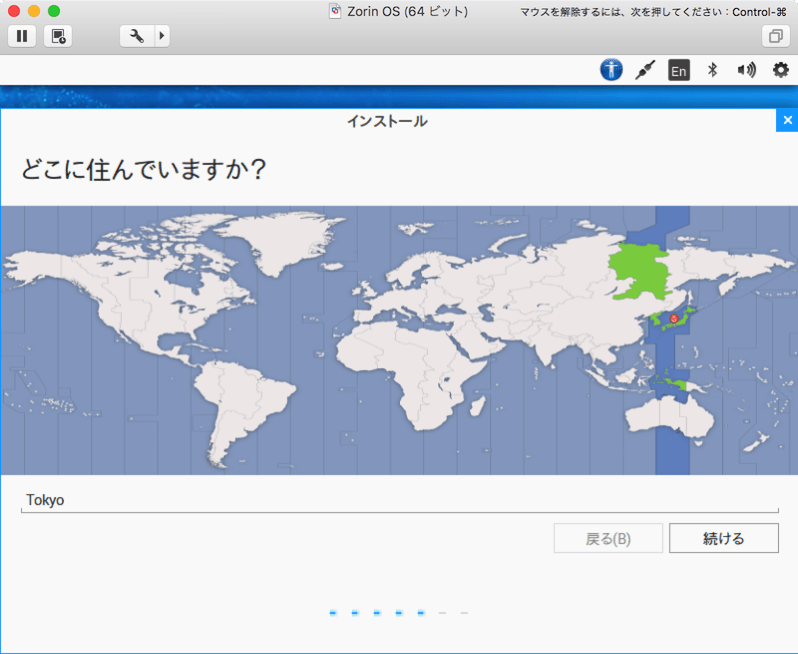 Zorin OS (64 ビット)
マウスを解除するには、次を押してください：Control-⌘
En
インストール
どこに住んでいますか?
Tokyo
戻る(B)
続ける